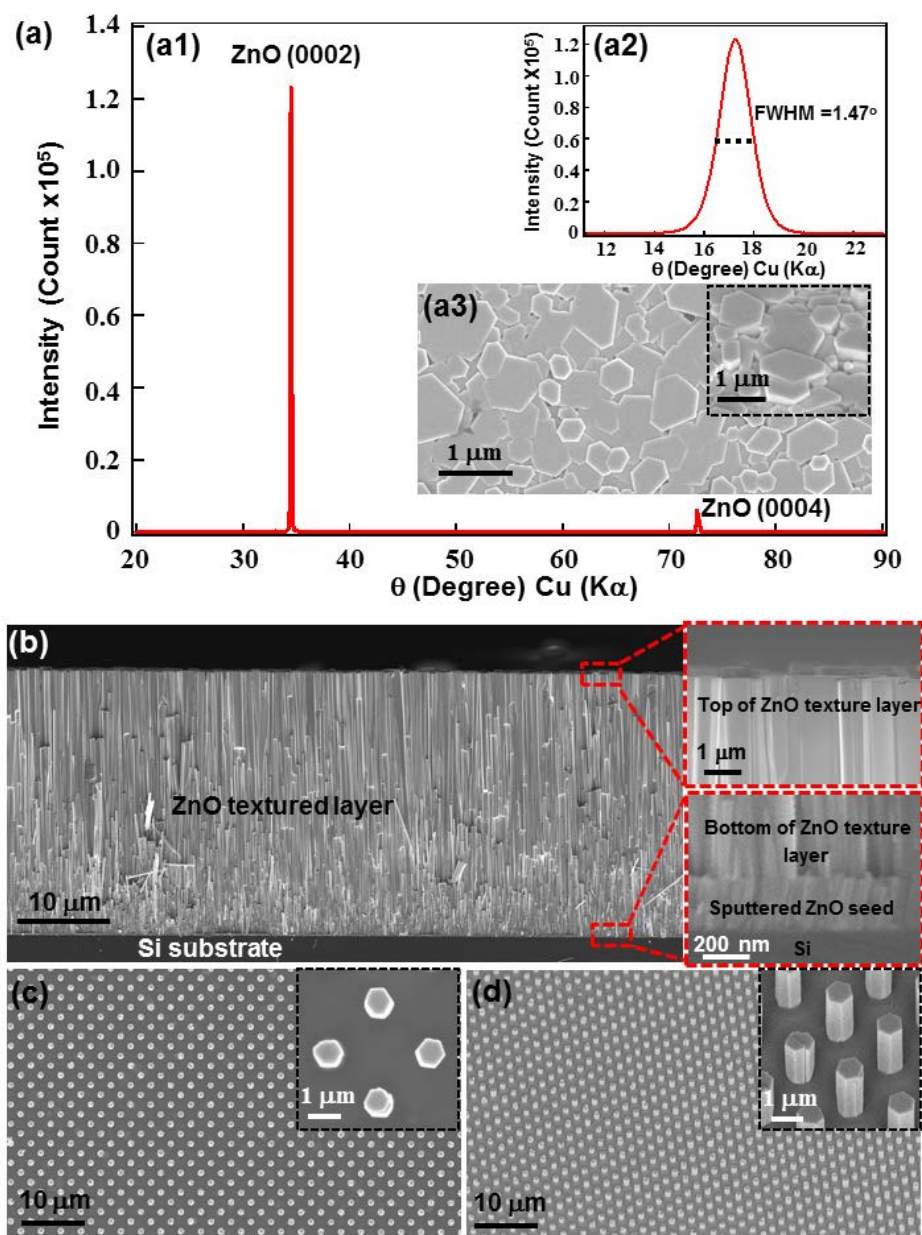 (a)
(a1)
ZnO (0002)
1.4
1.2
1.0
0.8
0.6
0.4
0.2
0
Intensity (Count x10⁵)
20 30 40 50 60 70 80 90
θ (Degree) Cu (Kα)
ZnO (0004)
(a2)
1.2
1.0
0.8
0.6
0.4
0.2
0
Intensity (Count X10⁵)
FWHM =1.47°
12 14 16 18 20 22
θ (Degree) Cu (Kα)
(a3)
1 μm
1 μm
(b)
ZnO textured layer
10 μm
Si substrate
Top of ZnO texture layer
1 μm
Bottom of ZnO texture
layer
Sputtered ZnO seed
200 nm
Si
(c)
1 μm
10 μm
(d)
1 μm
10 μm